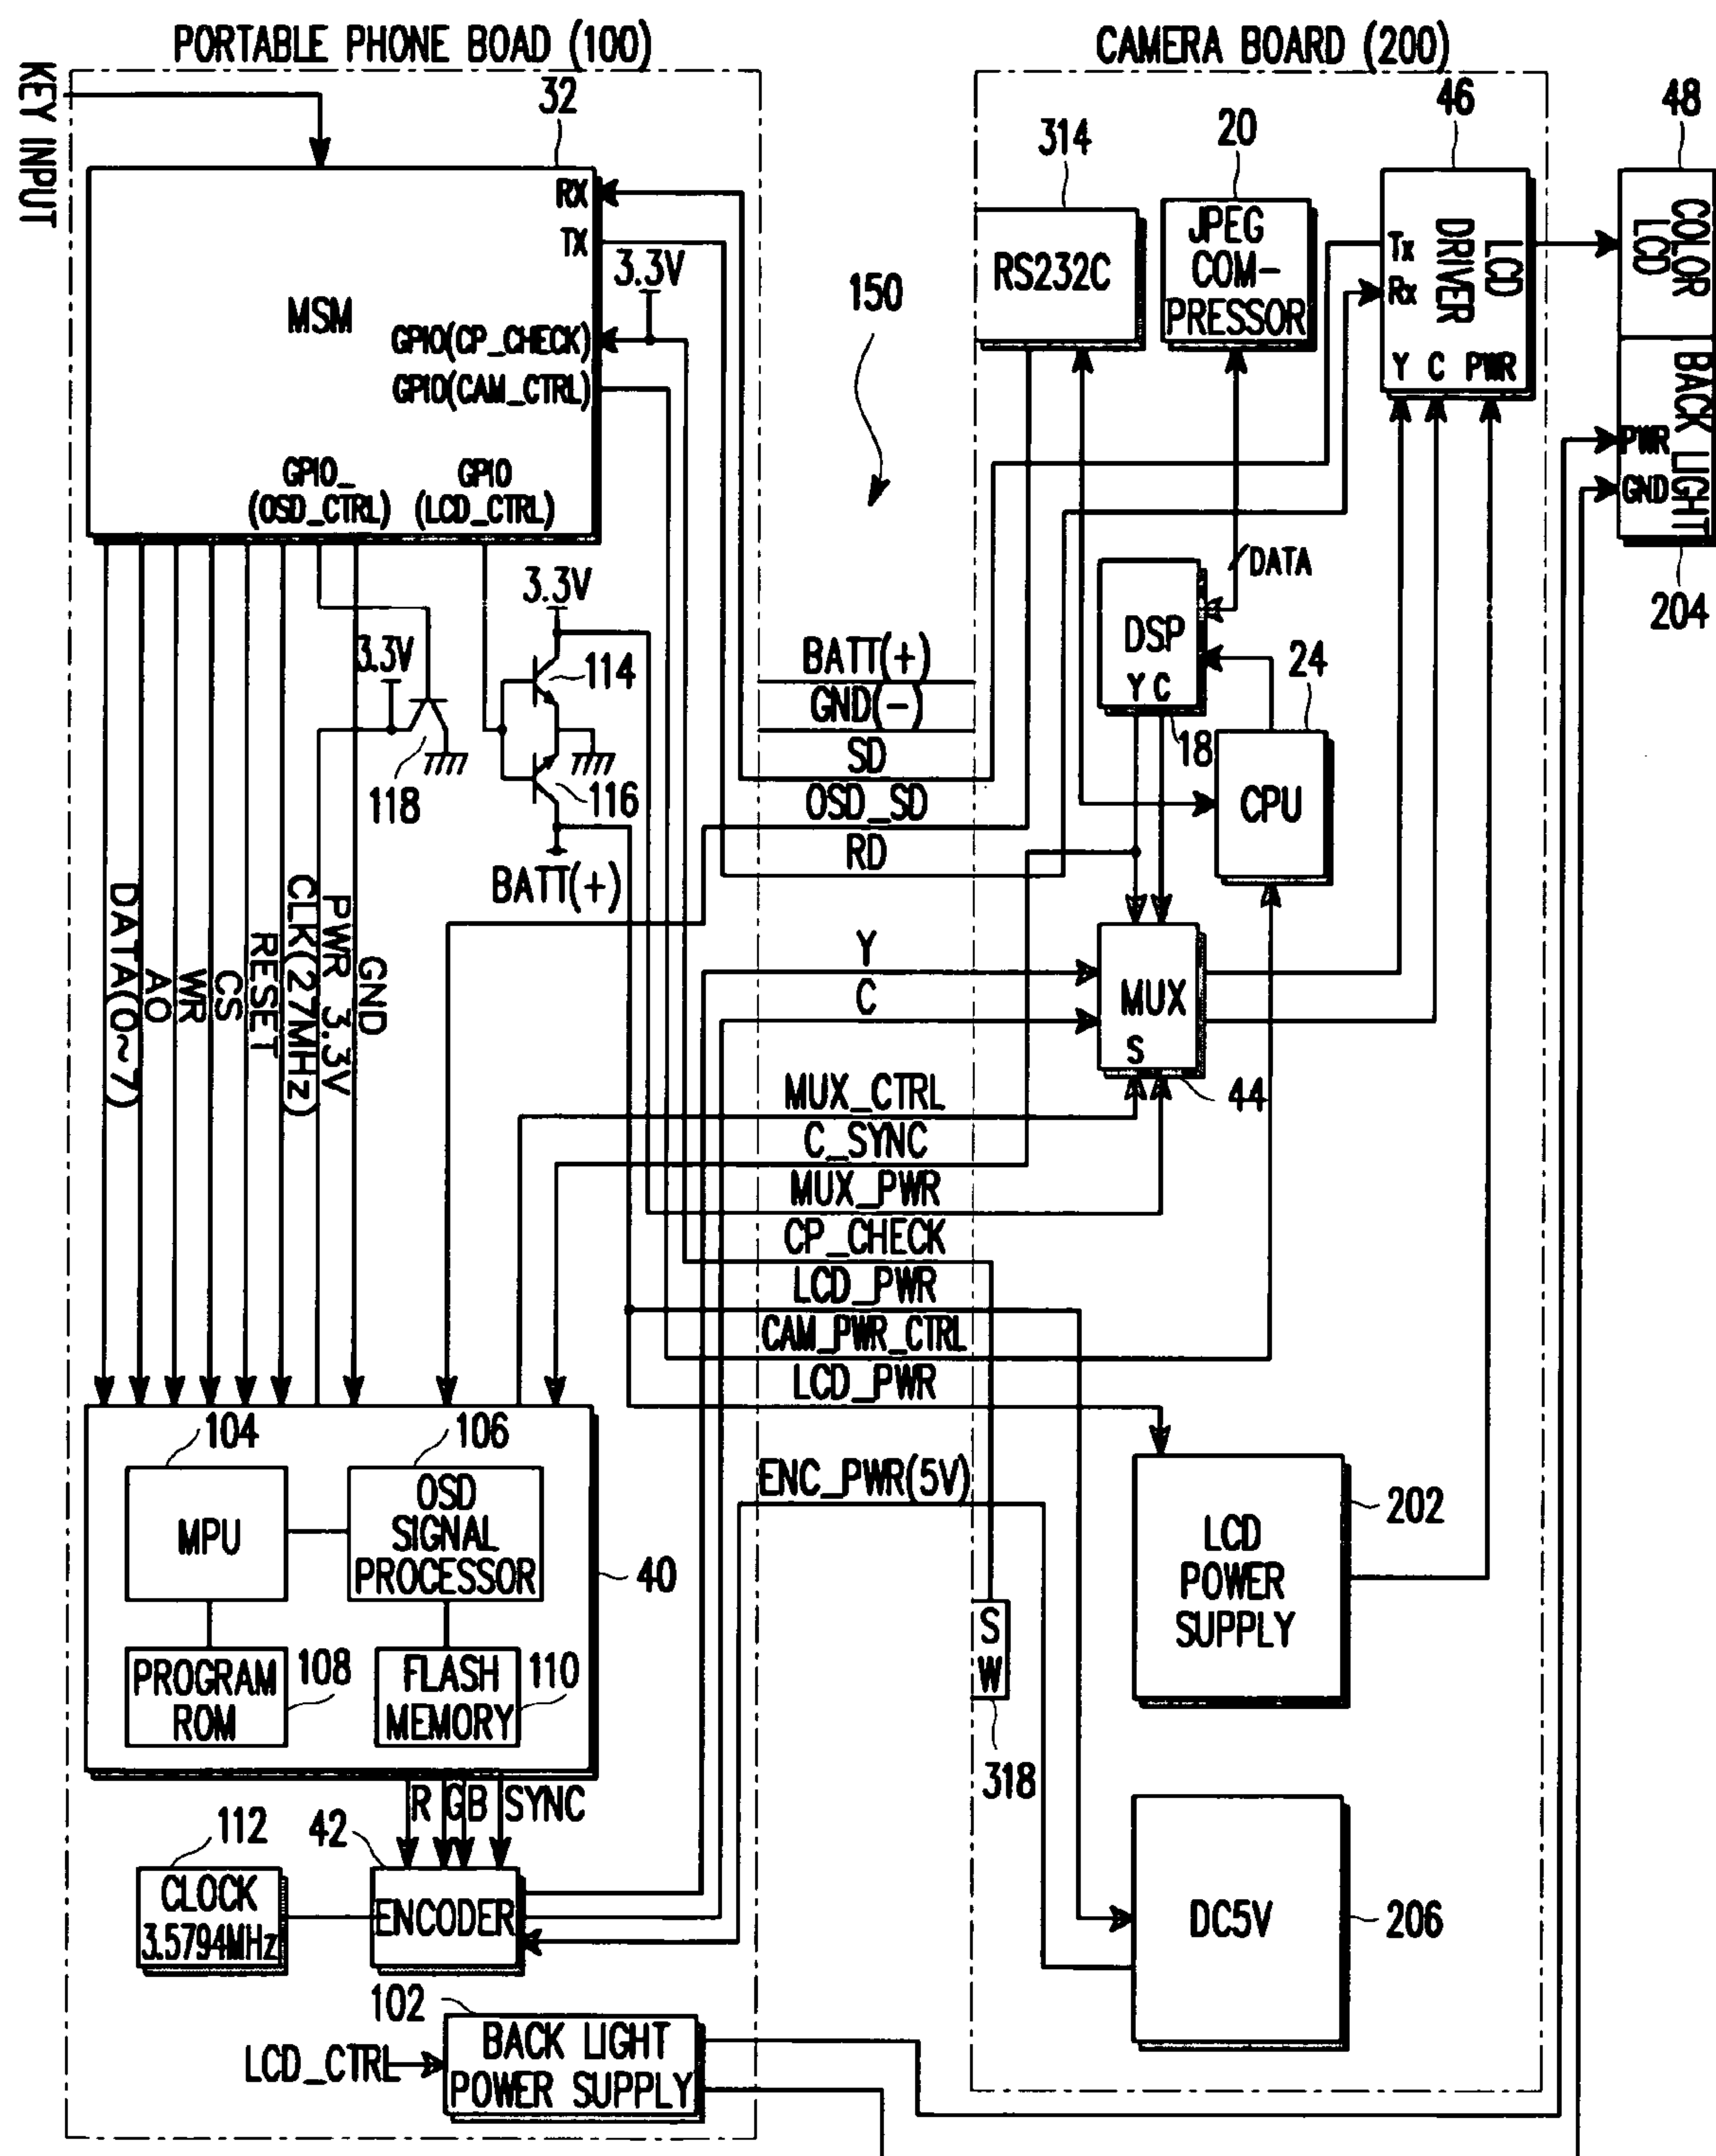 PORTABLE PHONE BOAD (100)
CAMERA BOARD (200)
KEY INPUT
32
RX
TX
3.3V
MSM
GPIO(CP_CHECK)
GPIO(CAM_CTRL)
GPIO_
(OSD_CTRL)
GPIO
(LCD_CTRL)
150
314
RS232C
20
JPEG
COM-
PRESSOR
46
LCD
DRIVER
Tx
Rx
Y C PWR
48
COLOR
LCD
BACK LIGHT
PWR
GND
204
DATA
DSP
Y C
18
24
CPU
3.3V
3.3V
114
116
118
BATT(+)
BATT(+)
GND(-)
SD
OSD_SD
RD
Y
C
MUX
S
44
DATA(0~7)
AO
WR
CS
RESET
CLK(27MHz)
PWR 3.3V
GND
MUX_CTRL
C_SYNC
MUX_PWR
CP_CHECK
LCD_PWR
CAM_PWR_CTRL
LCD_PWR
ENC_PWR(5V)
104
MPU
106
OSD
SIGNAL
PROCESSOR
40
PROGRAM
ROM
108
FLASH
MEMORY
110
S
W
318
LCD
POWER
SUPPLY
202
R G B SYNC
112
CLOCK
3.5794MHz
42
ENCODER
DC5V
206
102
LCD_CTRL
BACK LIGHT
POWER SUPPLY